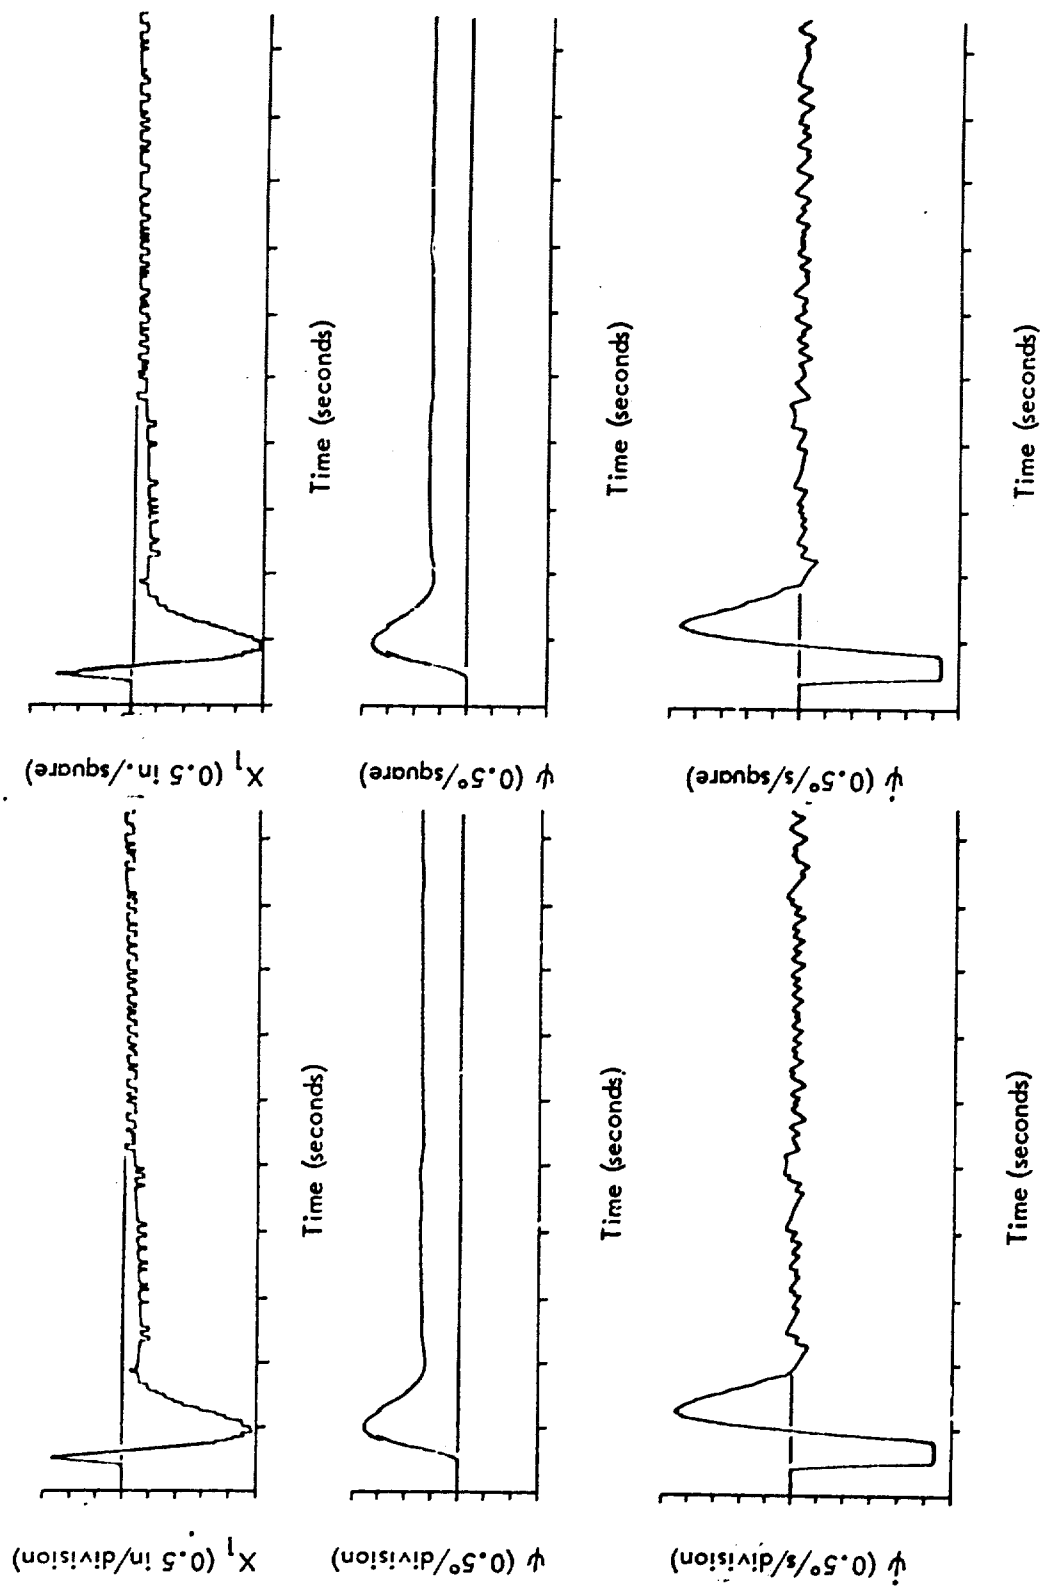 X1 (0.5 in/division)
Time (seconds)
X1 (0.5 in./square)
Time (seconds)
ψ (0.5°/division)
Time (seconds)
ψ (0.5°/square)
Time (seconds)
ψ̇ (0.5°/s/division)
Time (seconds)
ψ̇ (0.5°/s/square)
Time (seconds)